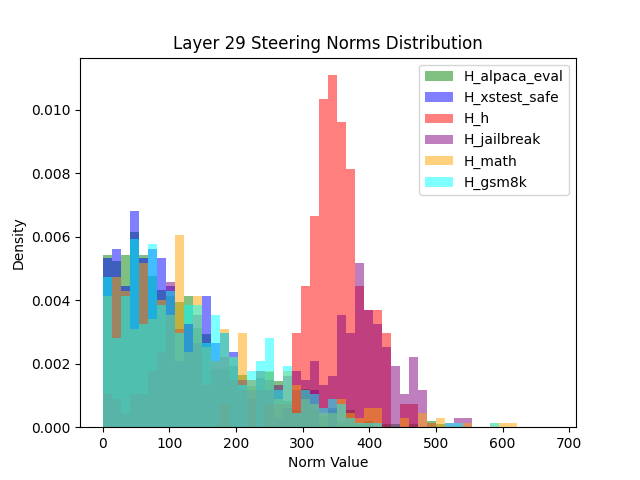 Layer 29 Steering Norms Distribution
H_alpaca_eval
H_xstest_safe
H_h
H_jailbreak
H_math
H_gsm8k
0.010
0.008
0.006
0.004
0.002
0.000
Density
0 100 200 300 400 500 600 700
Norm Value